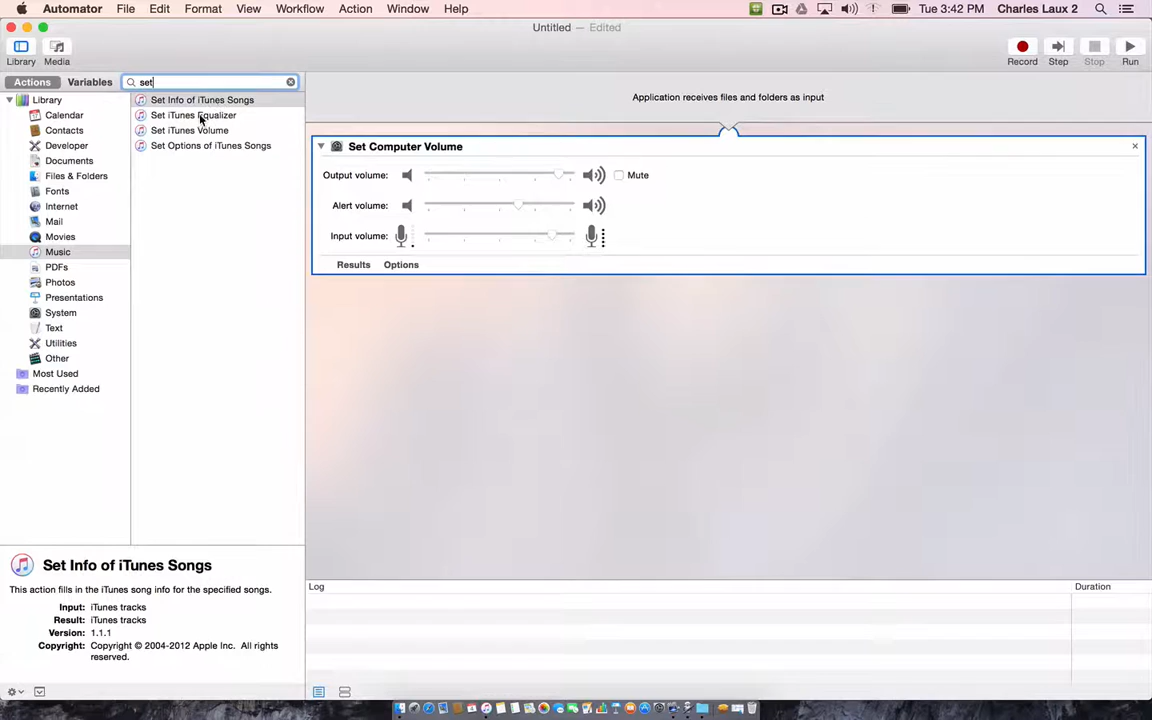 Automator File Edit Format View Go Workflow Action Window Help Tue 3:42 PM Charles Laux 2
Untitled — Edited
Library Media Record Step Stop Run
Actions Variables set
Application receives files and folders as input
Library
Calendar
Contacts
Developer
Documents
Files & Folders
Fonts
Internet
Mail
Movies
Music
PDFs
Photos
Presentations
System
Text
Utilities
Other
Most Used
Recently Added
Set Info of iTunes Songs
Set iTunes Equalizer
Set iTunes Volume
Set Options of iTunes Songs
Set Computer Volume
Output volume: Mute
Alert volume:
Input volume:
Results Options
Set Info of iTunes Songs
This action fills in the iTunes song info for the specified songs.
Input: iTunes tracks
Result: iTunes tracks
Version: 1.1.1
Copyright: Copyright © 2004-2012 Apple Inc. All rights
reserved.
Log Duration